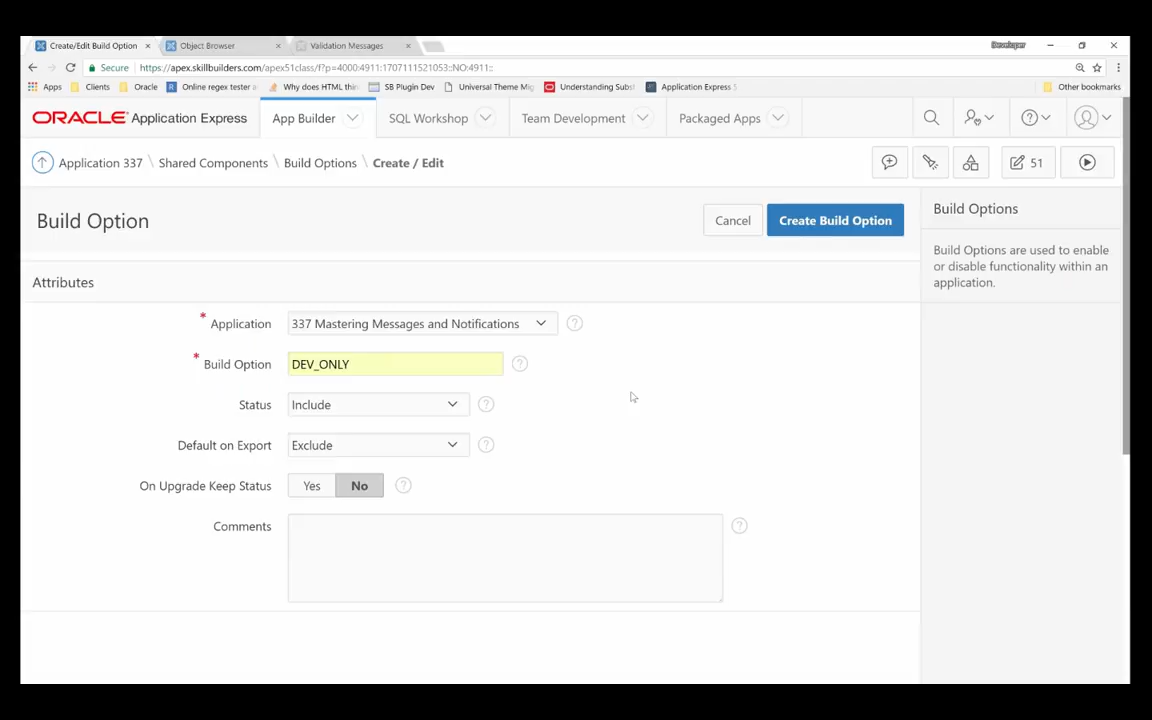 Create/Edit Build Option
Object Browser
Validation Messages
Developer
Secure
https://apex.skillbuilders.com/apex51class/f?p=4000:4911:1707111521053::NO:4911::
Apps
Clients
Oracle
Online regex tester a
Why does HTML thin
SB Plugin Dev
Universal Theme Mig
Understanding Subst
Application Express 5
Other bookmarks
ORACLE Application Express
App Builder
SQL Workshop
Team Development
Packaged Apps
Application 337 \ Shared Components \ Build Options \ Create / Edit
51
Build Option
Cancel
Create Build Option
Build Options
Build Options are used to enable
or disable functionality within an
application.
Attributes
* Application
337 Mastering Messages and Notifications
?
* Build Option
DEV_ONLY
?
Status
Include
?
Default on Export
Exclude
?
On Upgrade Keep Status
Yes
No
?
Comments
?